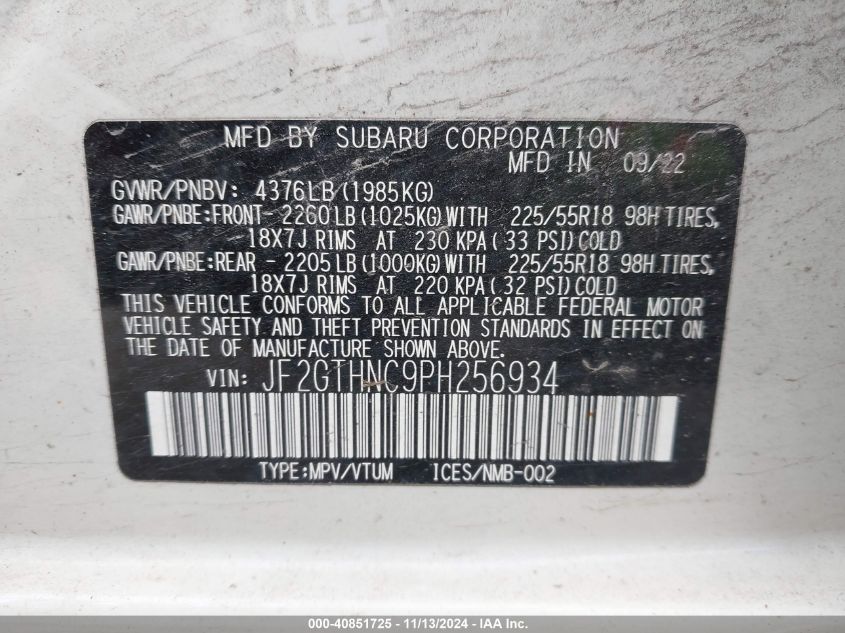 MFD BY SUBARU CORPORATION
MFD IN 09/22
GVWR/PNBV: 4376LB(1985KG)
GAWR/PNBE:FRONT- 2260LB(1025KG)WITH 225/55R18 98H TIRES,
18X7J RIMS AT 230 KPA(33 PSI)COLD
GAWR/PNBE:REAR - 2205LB(1000KG)WITH 225/55R18 98H TIRES,
18X7J RIMS AT 220 KPA(32 PSI)COLD
THIS VEHICLE CONFORMS TO ALL APPLICABLE FEDERAL MOTOR
VEHICLE SAFETY AND THEFT PREVENTION STANDARDS IN EFFECT ON
THE DATE OF MANUFACTURE SHOWN ABOVE.
VIN: JF2GTHNC9PH256934
TYPE:MPV/VTUM ICES/NMB-002
000-40851725 - 11/13/2024 - IAA Inc.